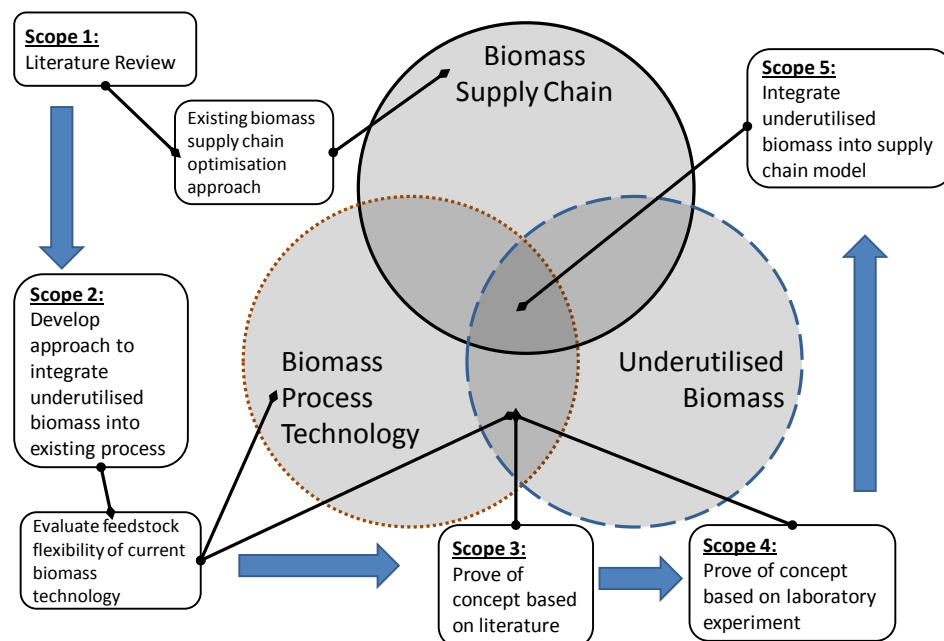 Scope 1:
Literature Review
Existing biomass
supply chain
optimisation
approach
Biomass
Supply Chain
Scope 5:
Integrate
underutilised
biomass into supply
chain model
Scope 2:
Develop
approach to
integrate
underutilised
biomass into
existing process
Biomass
Process
Technology
Underutilised
Biomass
Evaluate feedstock
flexibility of current
biomass
technology
Scope 3:
Prove of
concept based
on literature
Scope 4:
Prove of concept
based on laboratory
experiment